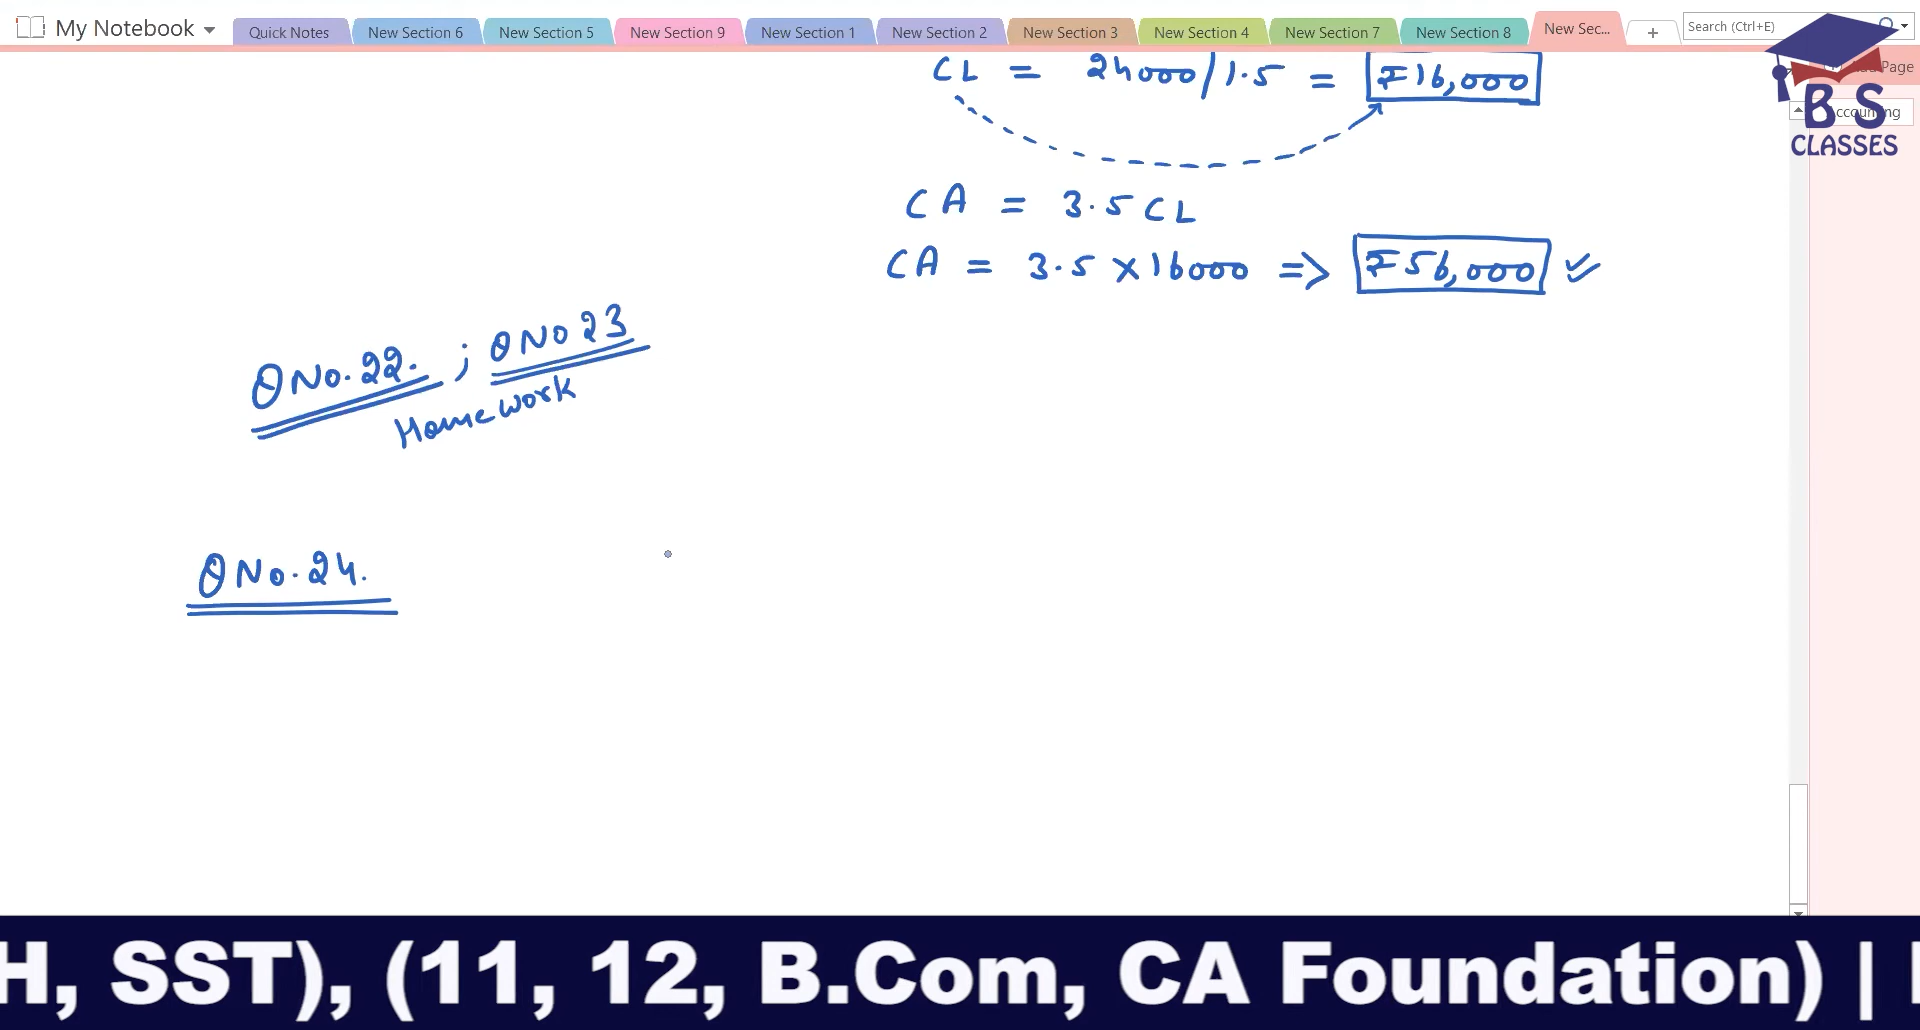 My Notebook
Quick Notes
New Section 6
New Section 5
New Section 9
New Section 1
New Section 2
New Section 3
New Section 4
New Section 7
New Section 8
New Sec...
+
Search (Ctrl+E)
Page
Accounting
BS
CLASSES
CL = 24000/1.5 = ₹16,000
CA = 3.5 CL
CA = 3.5 × 16000 => ₹56,000
QNo.22. ; QNO 23
Homework
QNo.24.
H, SST), (11, 12, B.Com, CA Foundation) |